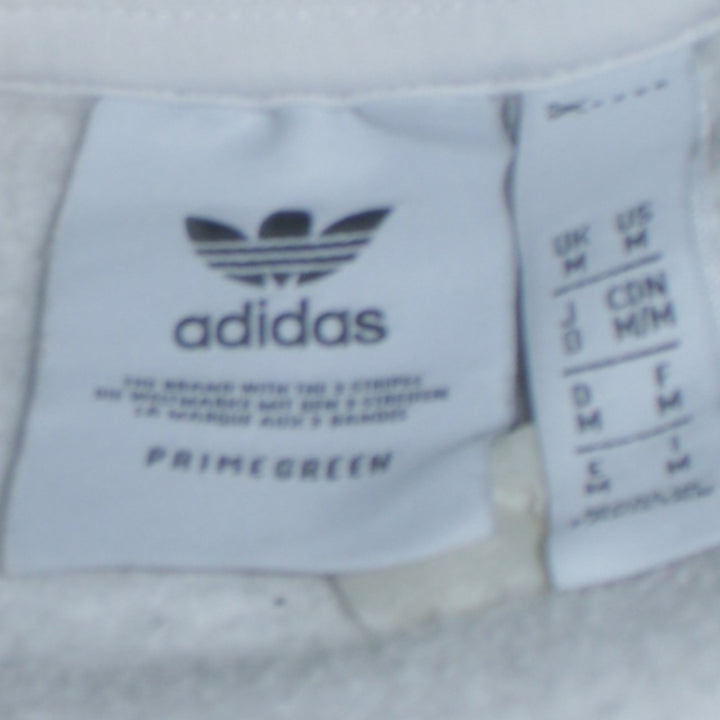 adidas
THE BRAND WITH THE 3 STRIPES
DIE WELTMARKE MIT DEN 3 STREIFEN
LA MARQUE AUX 3 BANDES
PRIMEGREEN
UK US
M M
J CDN
O M/M
D F
M M
E I
M M